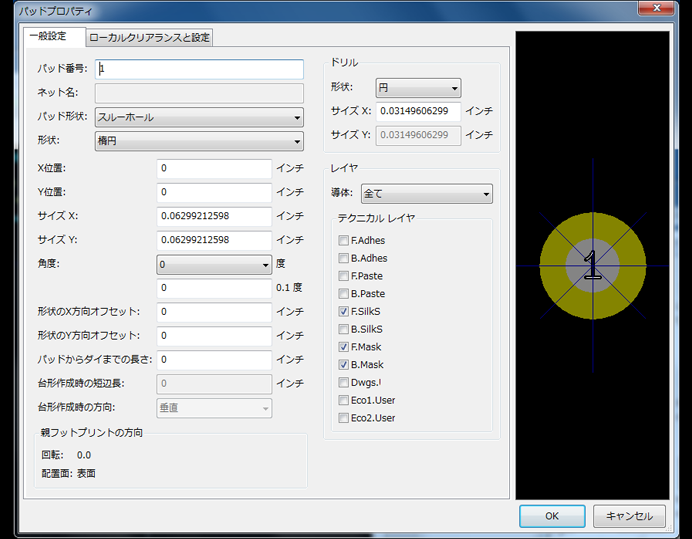 パッドプロパティ
一般設定
ローカルクリアランスと設定
パッド番号: 1
ネット名:
パッド形状: スルーホール
形状: 楕円
X位置: 0 インチ
Y位置: 0 インチ
サイズ X: 0.06299212598 インチ
サイズ Y: 0.06299212598 インチ
角度: 0 度
0 0.1 度
形状のX方向オフセット: 0 インチ
形状のY方向オフセット: 0 インチ
パッドからダイまでの長さ: 0 インチ
台形作成時の短辺長: 0 インチ
台形作成時の方向: 垂直
親フットプリントの方向
回転: 0.0
配置面: 表面
ドリル
形状: 円
サイズ X: 0.03149606299 インチ
サイズ Y: 0.03149606299 インチ
レイヤ
導体: 全て
テクニカル レイヤ
F.Adhes
B.Adhes
F.Paste
B.Paste
F.SilkS
B.SilkS
F.Mask
B.Mask
Dwgs.
Eco1.User
Eco2.User
1
OK
キャンセル